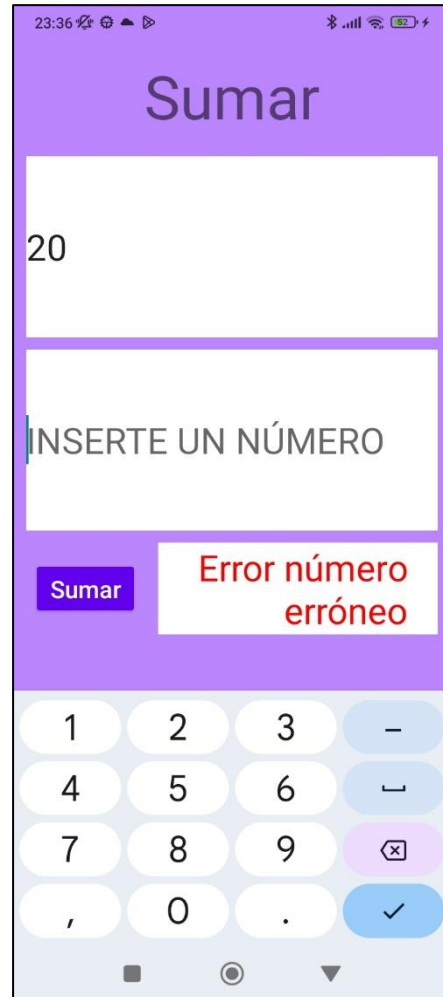 23:36
52
Sumar
20
INSERTE UN NÚMERO
Sumar
Error número
erróneo
1 2 3 –
4 5 6
7 8 9
, 0 .